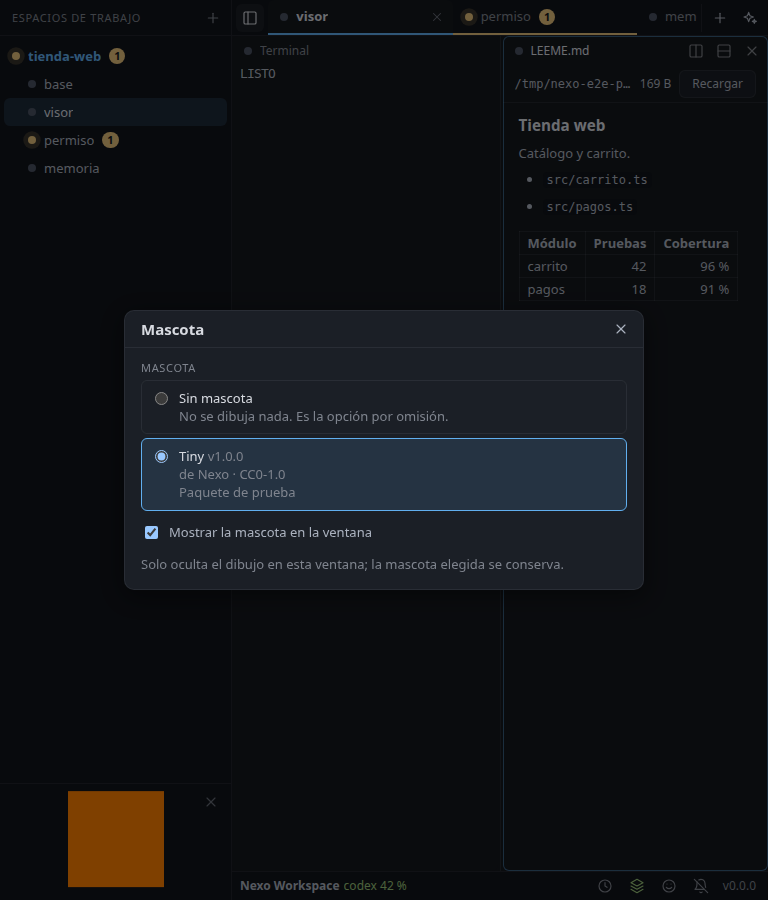 ESPACIOS DE TRABAJO
tienda-web 1
base
visor
permiso 1
memoria
visor
permiso 1
mem
Terminal
LISTO
LEEME.md
/tmp/nexo-e2e-p… 169 B Recargar
Tienda web
Catálogo y carrito.
src/carrito.ts
src/pagos.ts
Módulo Pruebas Cobertura
carrito 42 96 %
pagos 18 91 %
Mascota
MASCOTA
Sin mascota
No se dibuja nada. Es la opción por omisión.
Tiny v1.0.0
de Nexo · CC0-1.0
Paquete de prueba
Mostrar la mascota en la ventana
Solo oculta el dibujo en esta ventana; la mascota elegida se conserva.
Nexo Workspace codex 42 % v0.0.0